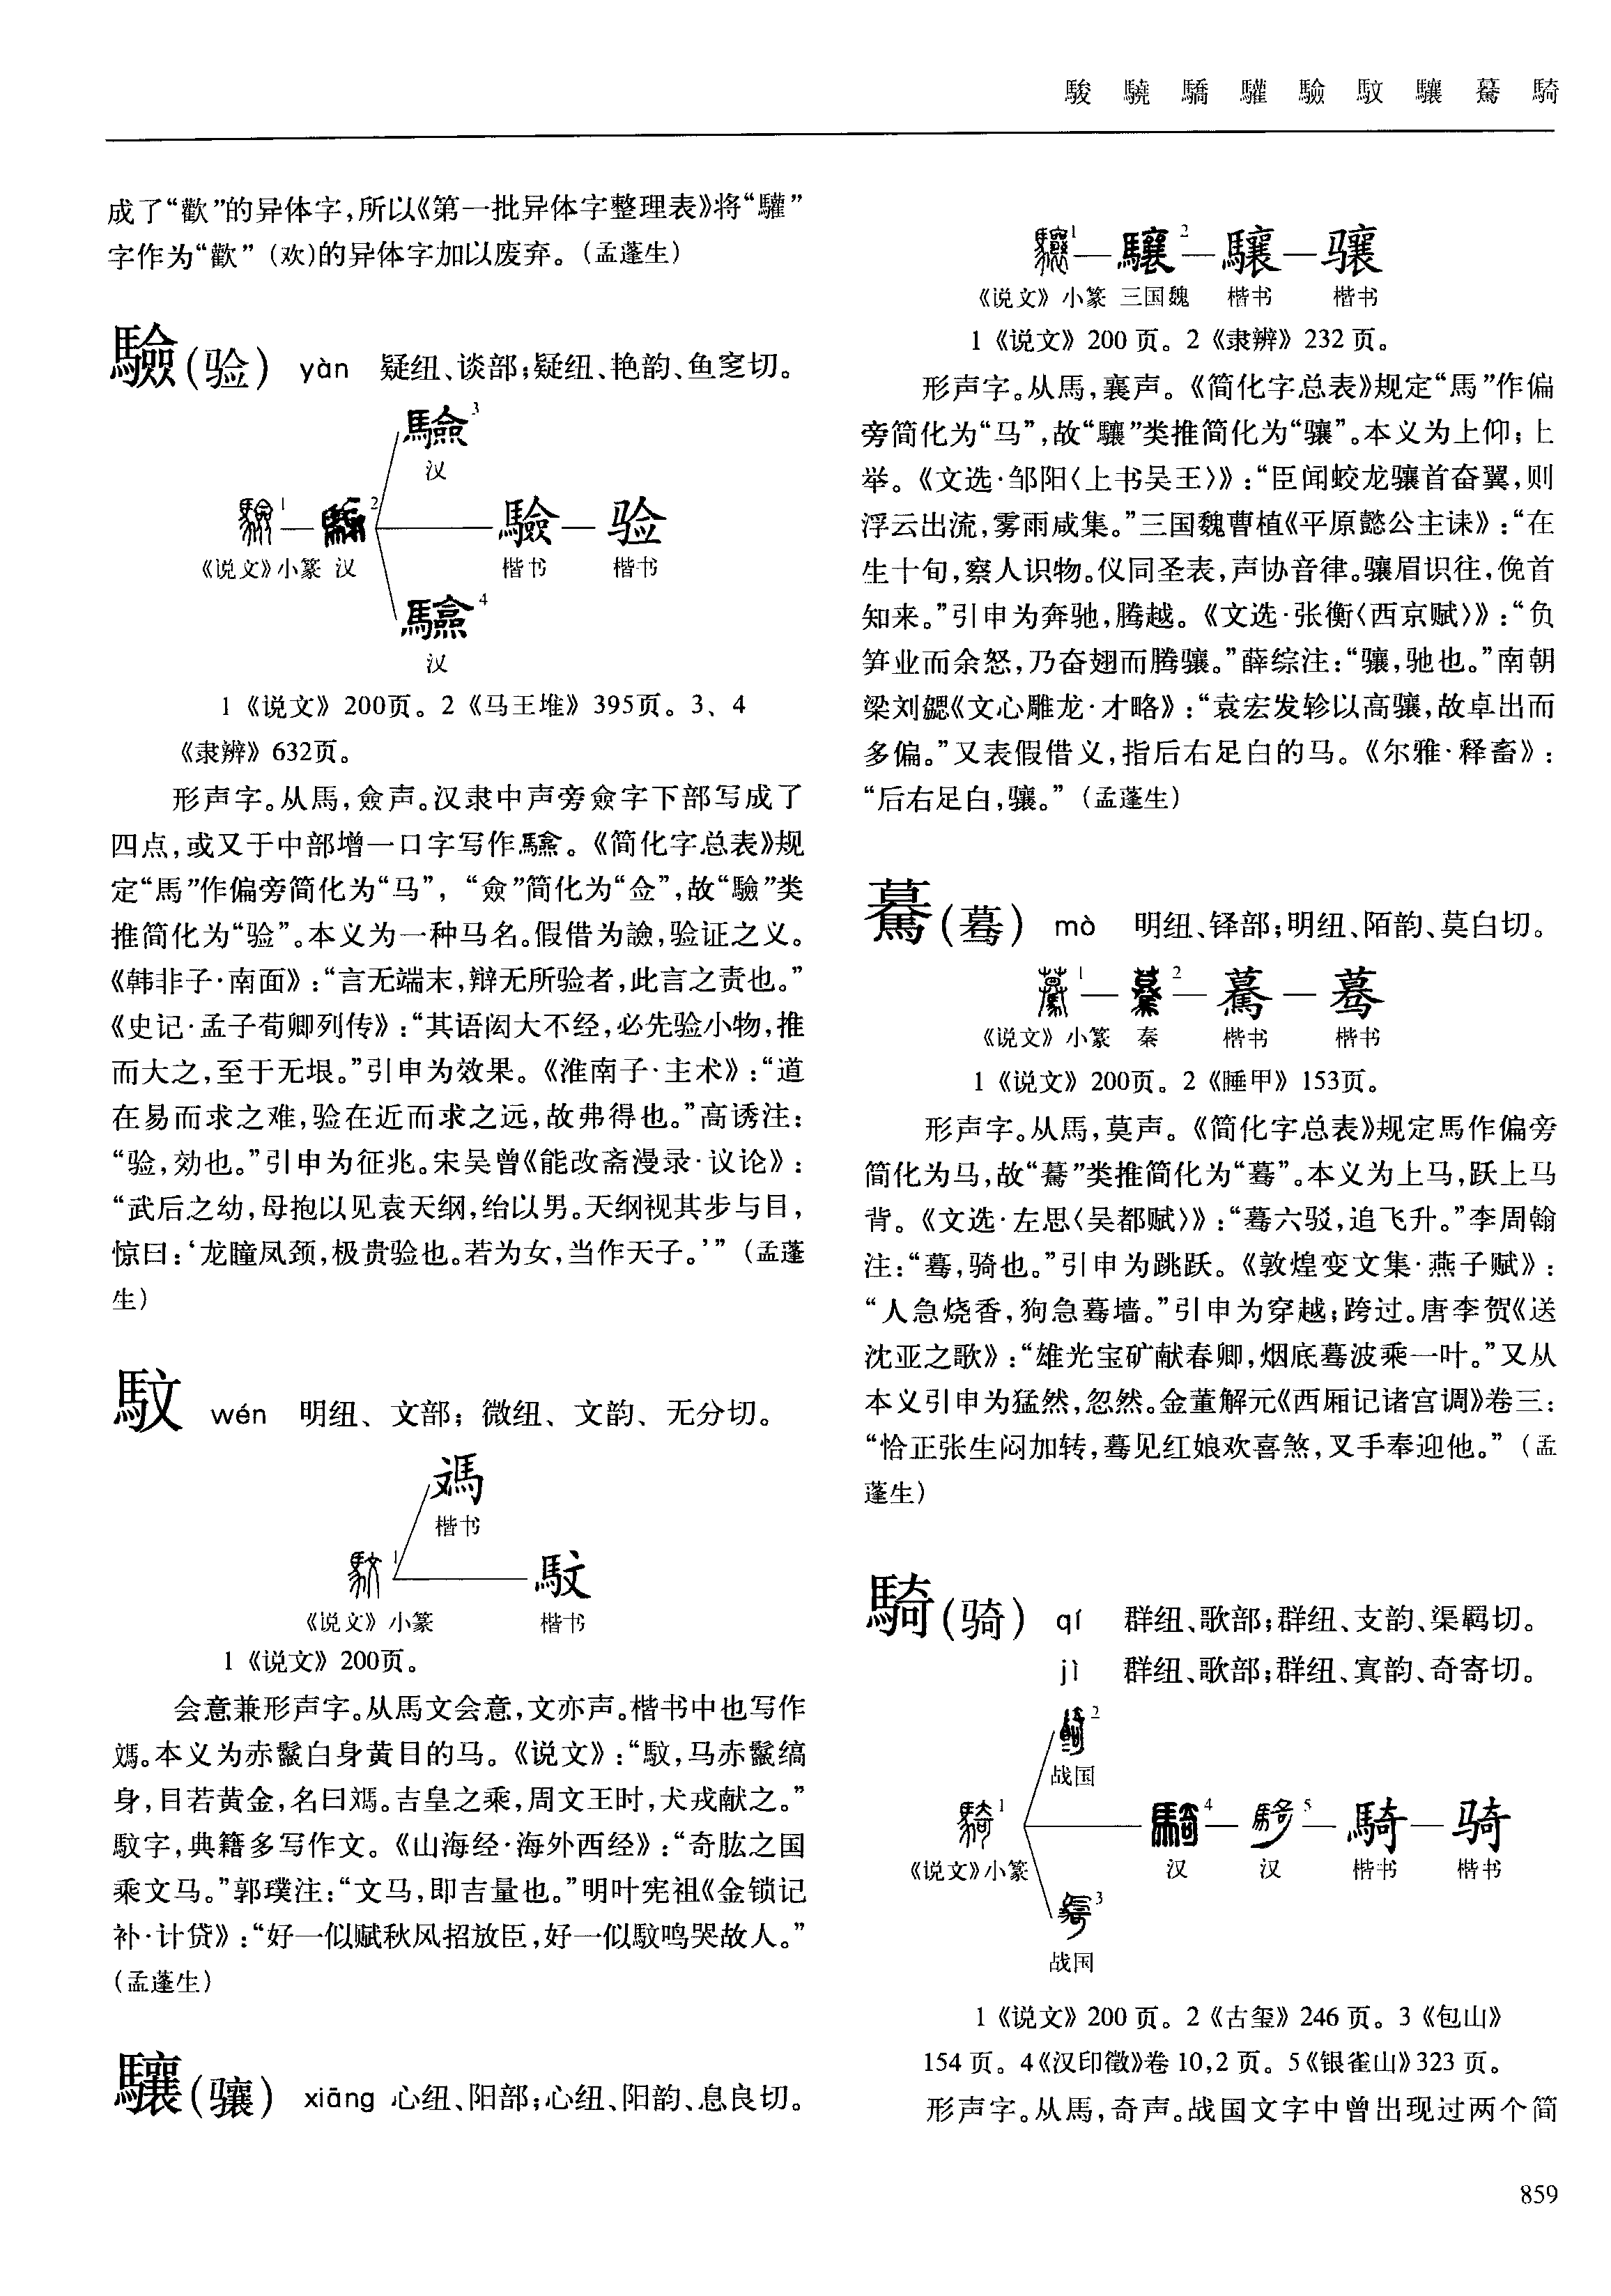 駿 驍 驕 驩 驗 馼 驤 驀 騎
成了“歡”的异体字,所以《第一批异体字整理表》将“驩”
字作为“歡”(欢)的异体字加以废弃。(孟蓬生)
驗(验) yàn 疑纽、谈部;疑纽、艳韵、鱼窆切。
驗3
汉
1—2 驗—验
《说文》小篆 汉 楷书 楷书
4
汉
1《说文》200页。2《马王堆》395页。3、4
《隶辨》632页。
形声字。从馬,僉声。汉隶中声旁僉字下部写成了
四点,或又于中部增一口字写作。《简化字总表》规
定“馬”作偏旁简化为“马”,“僉”简化为“佥”,故“驗”类
推简化为“验”。本义为一种马名。假借为譣,验证之义。
《韩非子·南面》:“言无端末,辩无所验者,此言之责也。”
《史记·孟子荀卿列传》:“其语闳大不经,必先验小物,推
而大之,至于无垠。”引申为效果。《淮南子·主术》:“道
在易而求之难,验在近而求之远,故弗得也。”高诱注:
“验,効也。”引申为征兆。宋吴曾《能改斋漫录·议论》:
“武后之幼,母抱以见袁天纲,绐以男。天纲视其步与目,
惊曰:‘龙瞳凤颈,极贵验也。若为女,当作天子。’”(孟蓬
生)
馼 wén 明纽、文部;微纽、文韵、无分切。
媽
楷书
1 馼
《说文》小篆 楷书
1《说文》200页。
会意兼形声字。从馬文会意,文亦声。楷书中也写作
。本义为赤鬣白身黄目的马。《说文》:“馼,马赤鬣缟
身,目若黄金,名曰。吉皇之乘,周文王时,犬戎献之。”
馼字,典籍多写作文。《山海经·海外西经》:“奇肱之国
乘文马。”郭璞注:“文马,即吉量也。”明叶宪祖《金锁记
补·计贷》:“好一似赋秋风招放臣,好一似馼鸣哭故人。”
(孟蓬生)
驤(骧) xiāng 心纽、阳部;心纽、阳韵、息良切。
1—驤2—驤—骧
《说文》小篆 三国魏 楷书 楷书
1《说文》200页。2《隶辨》232页。
形声字。从馬,襄声。《简化字总表》规定“馬”作偏
旁简化为“马”,故“驤”类推简化为“骧”。本义为上仰;上
举。《文选·邹阳〈上书吴王〉》:“臣闻蛟龙骧首奋翼,则
浮云出流,雾雨咸集。”三国魏曹植《平原懿公主诔》:“在
生十旬,察人识物。仪同圣表,声协音律。骧眉识往,俛首
知来。”引申为奔驰,腾越。《文选·张衡〈西京赋〉》:“负
笋业而余怒,乃奋翅而腾骧。”薛综注:“骧,驰也。”南朝
梁刘勰《文心雕龙·才略》:“袁宏发轸以高骧,故卓出而
多偏。”又表假借义,指后右足白的马。《尔雅·释畜》:
“后右足白,骧。”(孟蓬生)
驀(蓦) mò 明纽、铎部;明纽、陌韵、莫白切。
1—2—驀—蓦
《说文》小篆 秦 楷书 楷书
1《说文》200页。2《睡甲》153页。
形声字。从馬,莫声。《简化字总表》规定馬作偏旁
简化为马,故“驀”类推简化为“蓦”。本义为上马,跃上马
背。《文选·左思〈吴都赋〉》:“蓦六驳,追飞升。”李周翰
注:“蓦,骑也。”引申为跳跃。《敦煌变文集·燕子赋》:
“人急烧香,狗急蓦墙。”引申为穿越;跨过。唐李贺《送
沈亚之歌》:“雄光宝矿献春卿,烟底蓦波乘一叶。”又从
本义引申为猛然,忽然。金董解元《西厢记诸宫调》卷三:
“恰正张生闷加转,蓦见红娘欢喜煞,叉手奉迎他。”(孟
蓬生)
騎(骑) qí 群纽、歌部;群纽、支韵、渠羁切。
jì 群纽、歌部;群纽、寘韵、奇寄切。
2
战国
1 騎4—5—騎—骑
《说文》小篆 汉 汉 楷书 楷书
3
战国
1《说文》200页。2《古玺》246页。3《包山》
154页。4《汉印徵》卷10,2页。5《银雀山》323页。
形声字。从馬,奇声。战国文字中曾出现过两个简
859